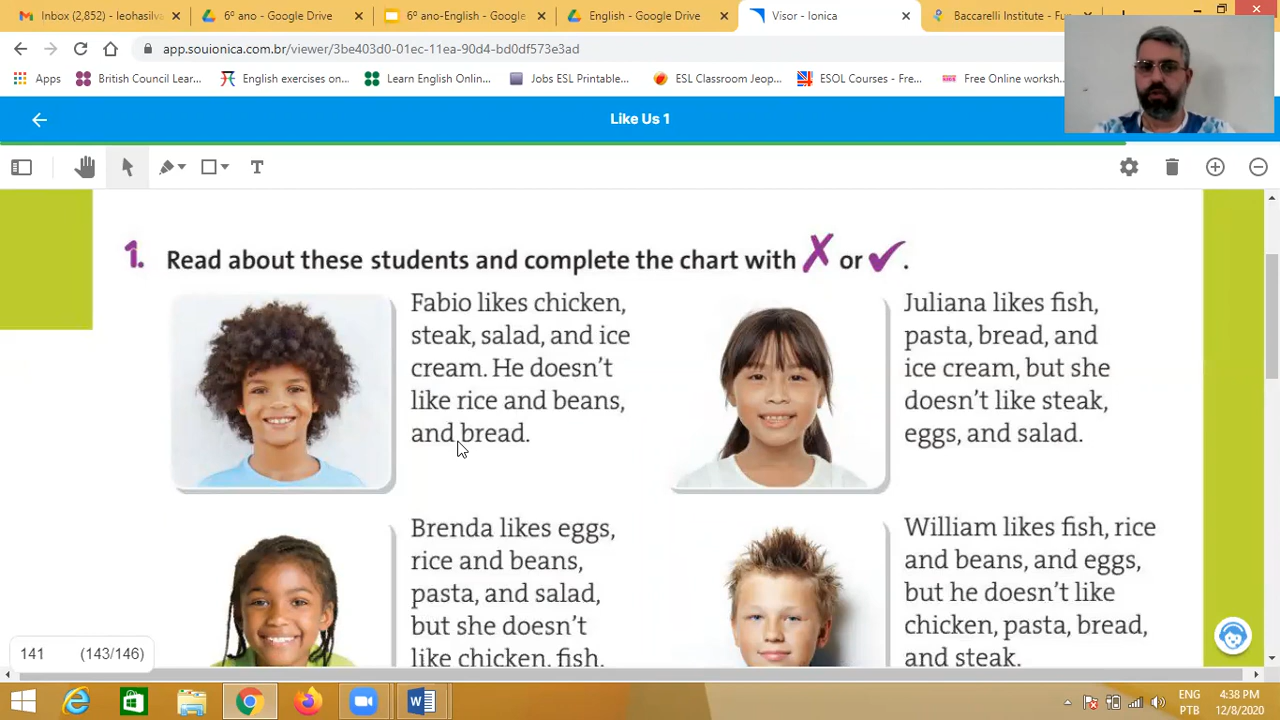 Inbox (2,852) - leohasilv
6º ano - Google Drive
6º ano-English - Google
English - Google Drive
Visor - Ionica
Baccarelli Institute - Fu
app.souionica.com.br/viewer/3be403d0-01ec-11ea-90d4-bd0df573e3ad
Apps
British Council Lear...
English exercises on...
Learn English Onlin...
Jobs ESL Printable...
ESL Classroom Jeop...
ESOL Courses - Fre...
Free Online worksh...
Like Us 1
T
1. Read about these students and complete the chart with ✗ or ✓.
Fabio likes chicken,
steak, salad, and ice
cream. He doesn't
like rice and beans,
and bread.
Juliana likes fish,
pasta, bread, and
ice cream, but she
doesn't like steak,
eggs, and salad.
Brenda likes eggs,
rice and beans,
pasta, and salad,
but she doesn't
like chicken, fish,
William likes fish, rice
and beans, and eggs,
but he doesn't like
chicken, pasta, bread,
and steak.
141 (143/146)
ENG
PTB
4:38 PM
12/8/2020